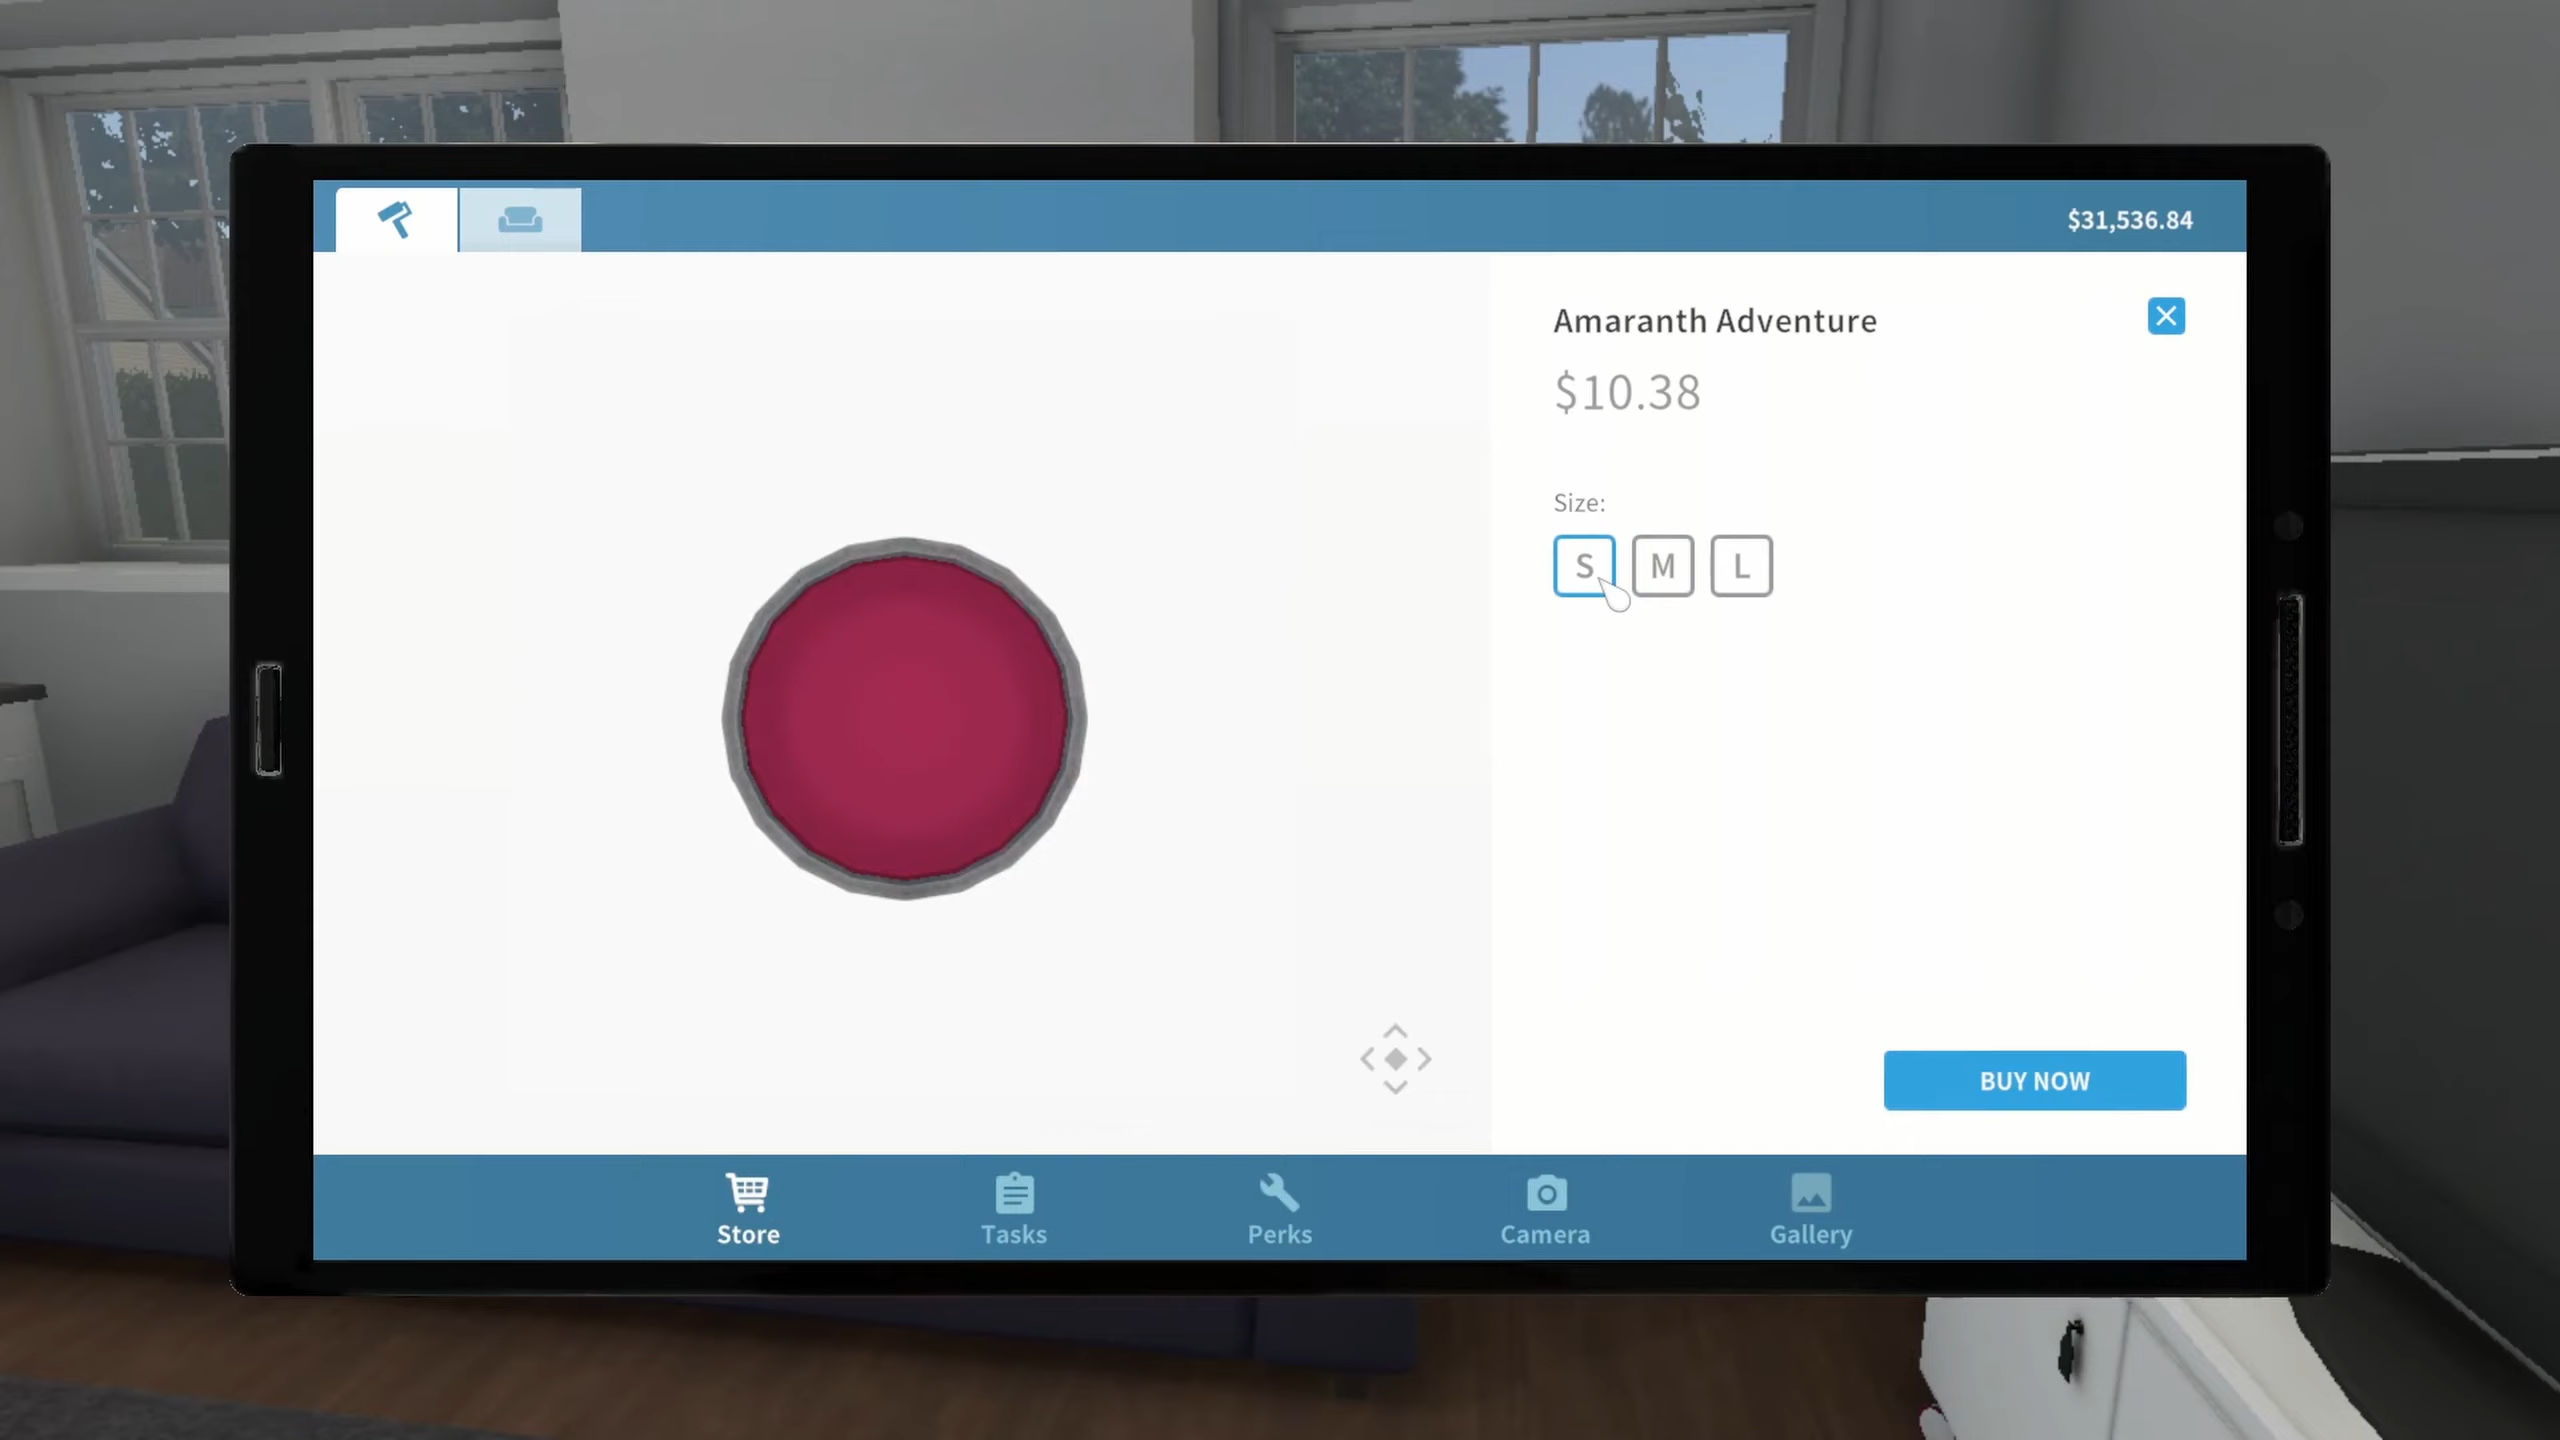 $31,536.84
Amaranth Adventure
$10.38
Size:
S M L
BUY NOW
Store Tasks Perks Camera Gallery